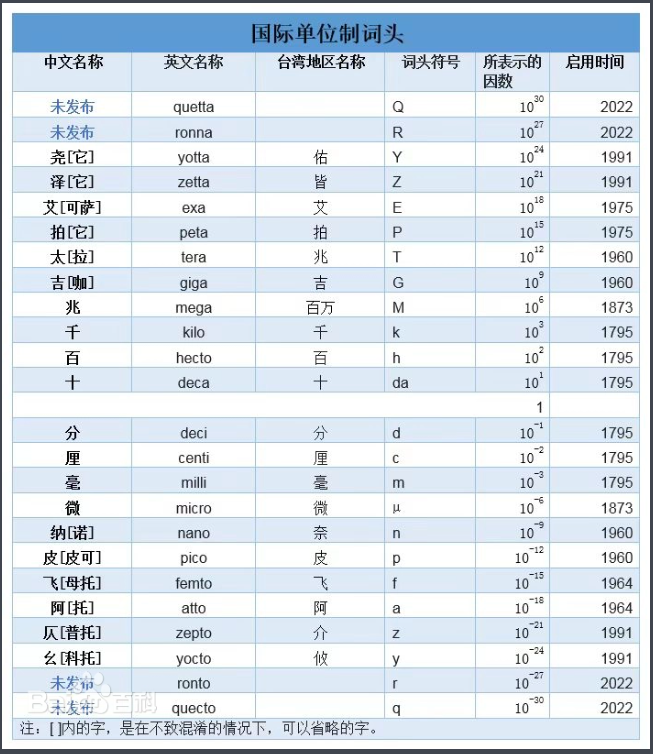 国际单位制词头
中文名称 英文名称 台湾地区名称 词头符号 所表示的因数 启用时间
未发布 quetta Q 10^30 2022
未发布 ronna R 10^27 2022
尧[它] yotta 佑 Y 10^24 1991
泽[它] zetta 皆 Z 10^21 1991
艾[可萨] exa 艾 E 10^18 1975
拍[它] peta 拍 P 10^15 1975
太[拉] tera 兆 T 10^12 1960
吉[咖] giga 吉 G 10^9 1960
兆 mega 百万 M 10^6 1873
千 kilo 千 k 10^3 1795
百 hecto 百 h 10^2 1795
十 deca 十 da 10^1 1795
1
分 deci 分 d 10^-1 1795
厘 centi 厘 c 10^-2 1795
毫 milli 毫 m 10^-3 1795
微 micro 微 μ 10^-6 1873
纳[诺] nano 奈 n 10^-9 1960
皮[皮可] pico 皮 p 10^-12 1960
飞[母托] femto 飞 f 10^-15 1964
阿[托] atto 阿 a 10^-18 1964
仄[普托] zepto 介 z 10^-21 1991
幺[科托] yocto 攸 y 10^-24 1991
未发布 ronto r 10^-27 2022
未发布 quecto q 10^-30 2022
Baidu百科
注：[ ]内的字，是在不致混淆的情况下，可以省略的字。